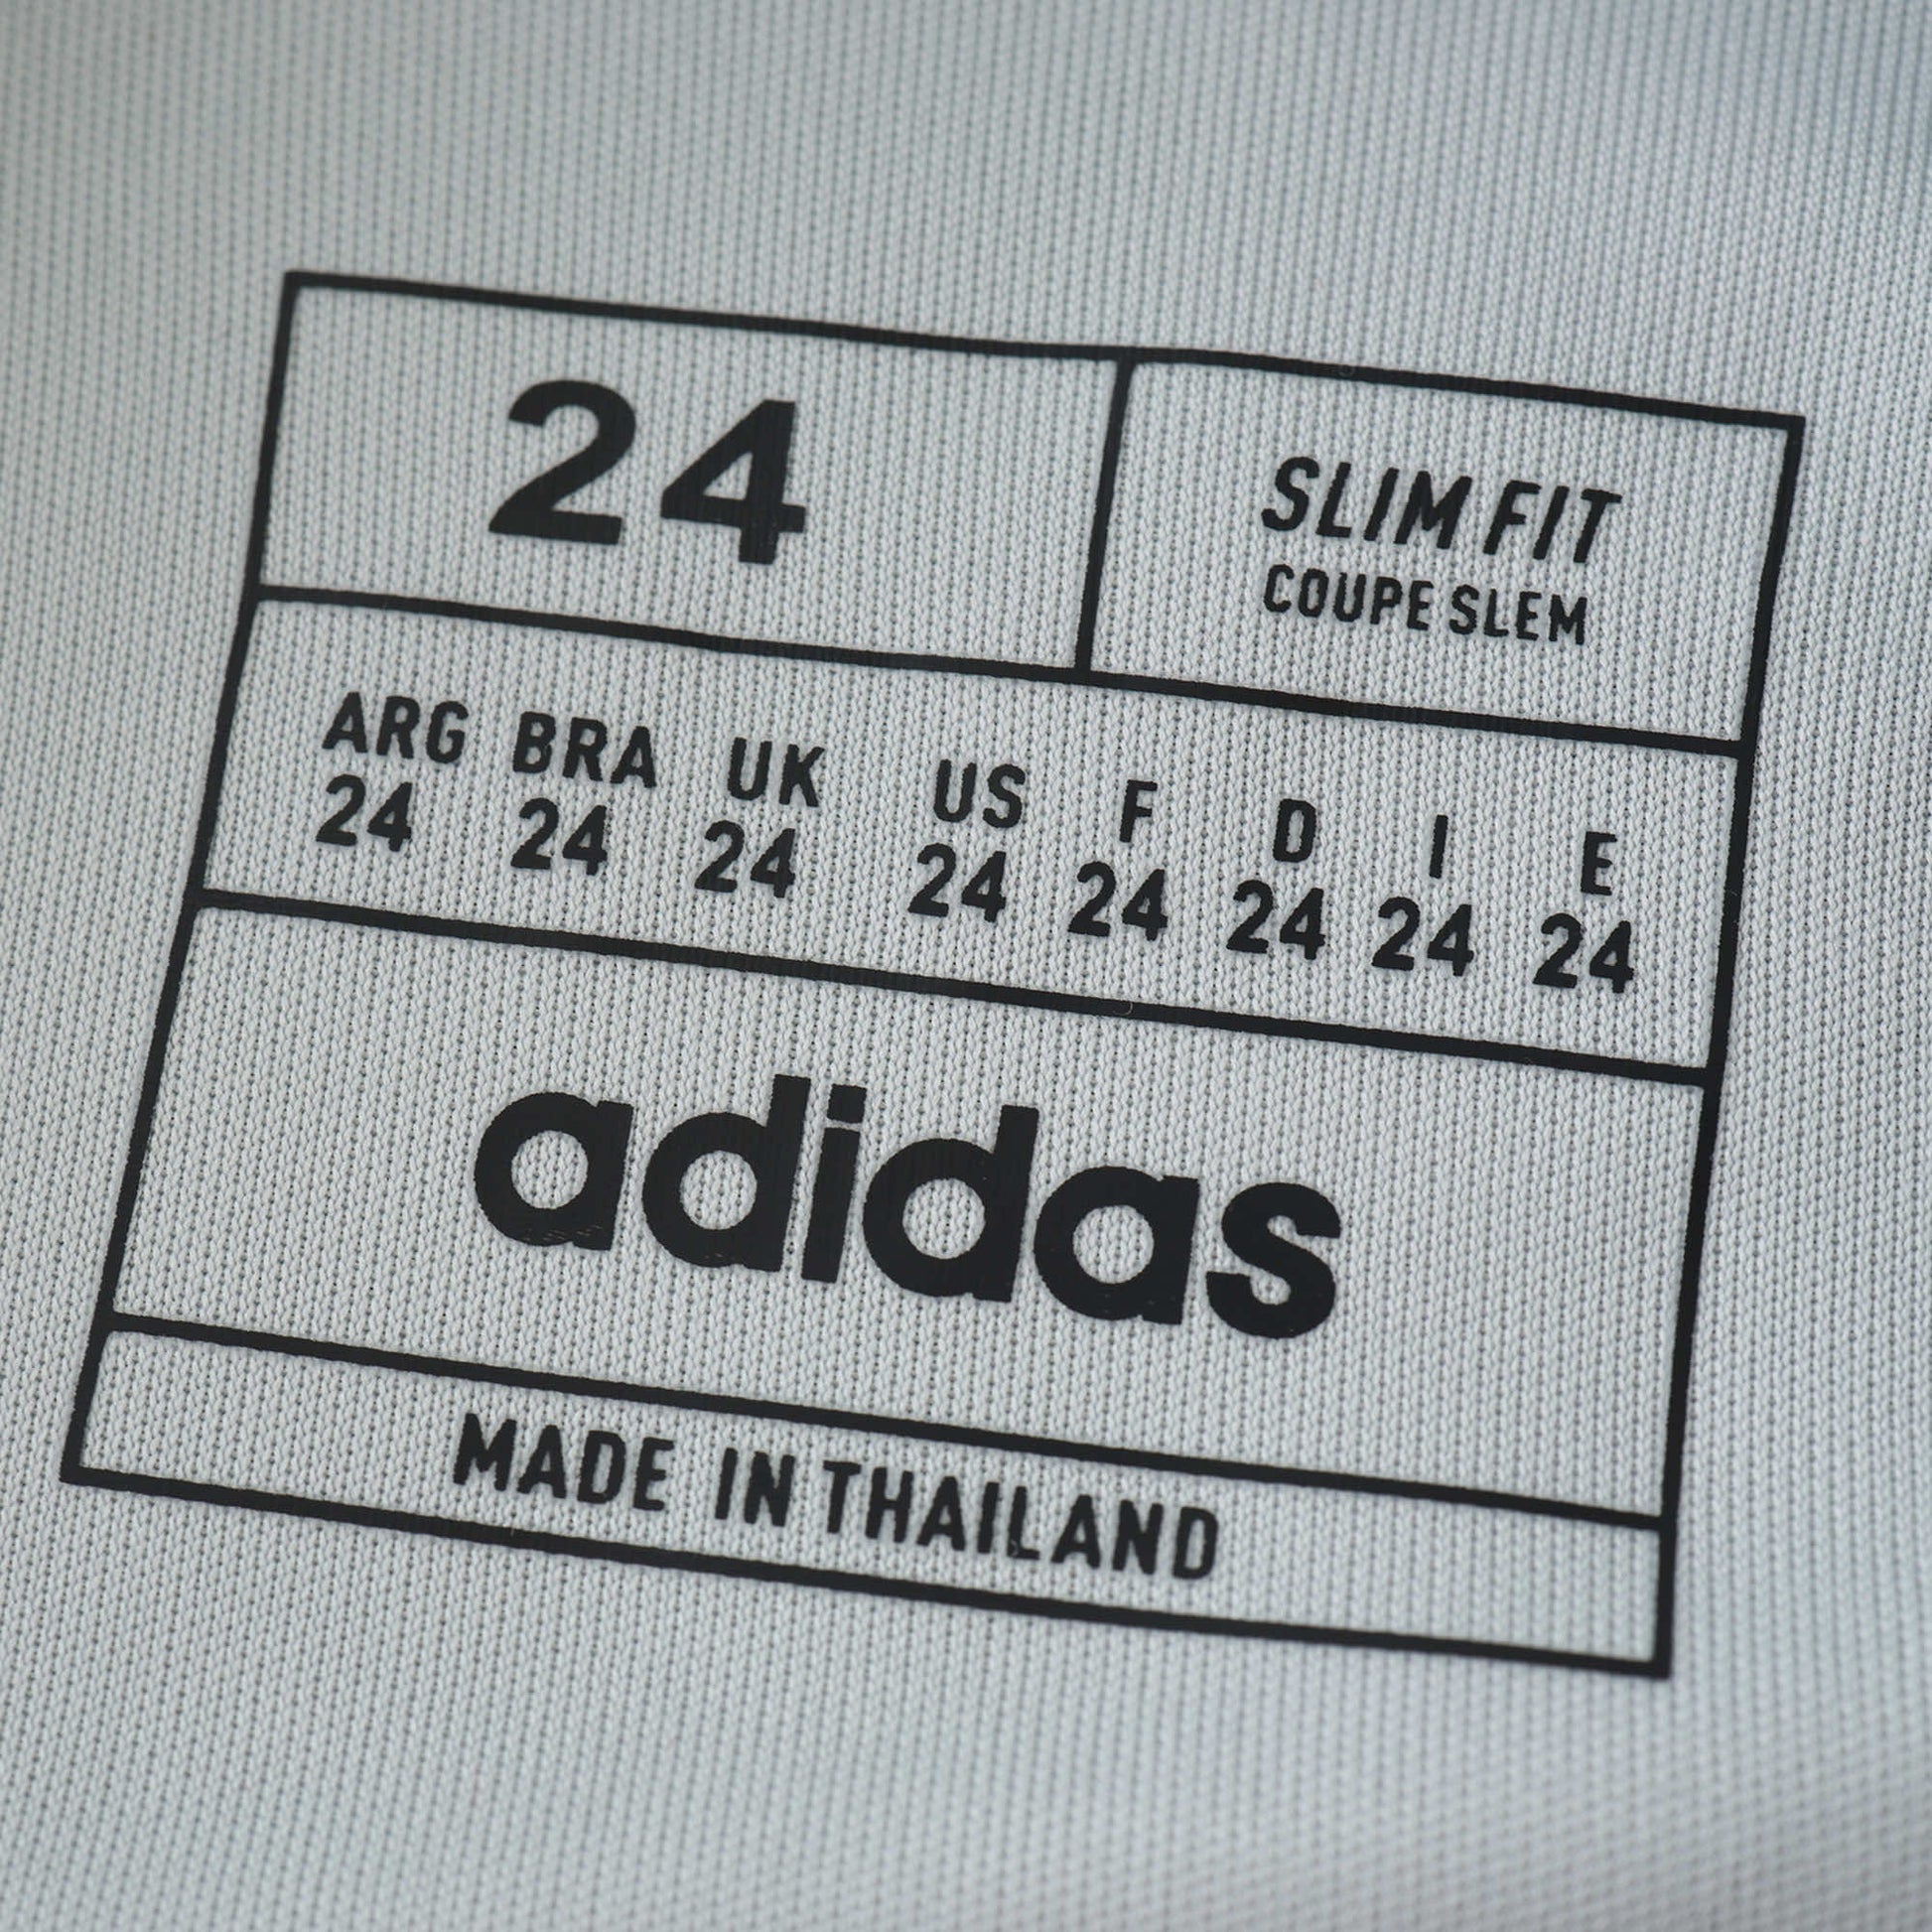 24
SLIM FIT
COUPE SLEM
ARG BRA UK US F D I E
24 24 24 24 24 24 24 24
adidas
MADE IN THAILAND